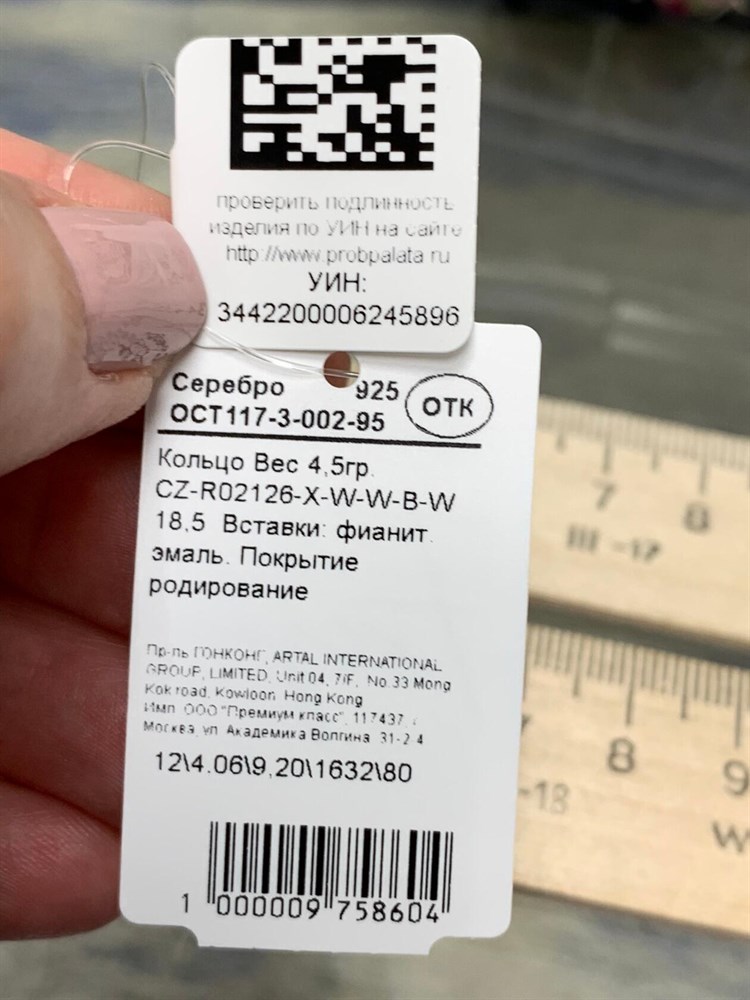 проверить подлинность
изделия по УИН на сайте
http://www.probpalata.ru
УИН:
3442200006245896
Серебро 925
ОСТ117-3-002-95
ОТК
Кольцо Вес 4,5гр.
CZ-R02126-X-W-W-B-W
18,5 Вставки: фианит.
эмаль. Покрытие
родирование
Пр-ль ГОНКОНГ, ARTAL INTERNATIONAL
GROUP, LIMITED, Unit 04, 7/F, No.33 Mong
Kok road, Kowloon, Hong Kong
Имп. ООО "Премиум класс", 117437, г.
Москва, ул. Академика Волгина, 31-2-4
12\4.06\9,20\1632\80
1 000009 758604
7 8
III -17
8 9
-18
W